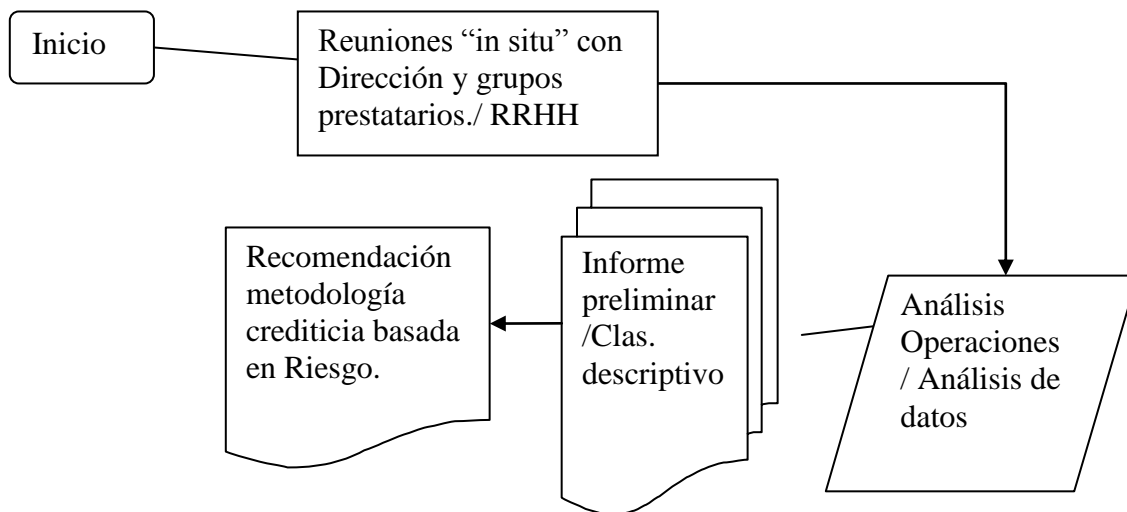 Inicio
Reuniones “in situ” con
Dirección y grupos
prestatarios./ RRHH
Análisis
Operaciones
/ Análisis de
datos
Informe
preliminar
/Clas.
descriptivo
Recomendación
metodología
crediticia basada
en Riesgo.